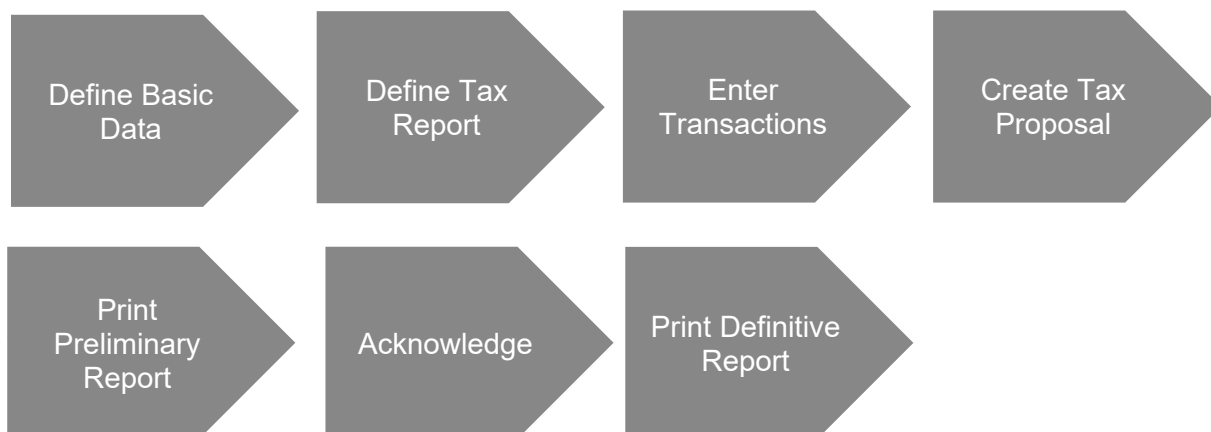 Define Basic
Data
Define Tax
Report
Enter
Transactions
Create Tax
Proposal
Print
Preliminary
Report
Acknowledge
Print Definitive
Report